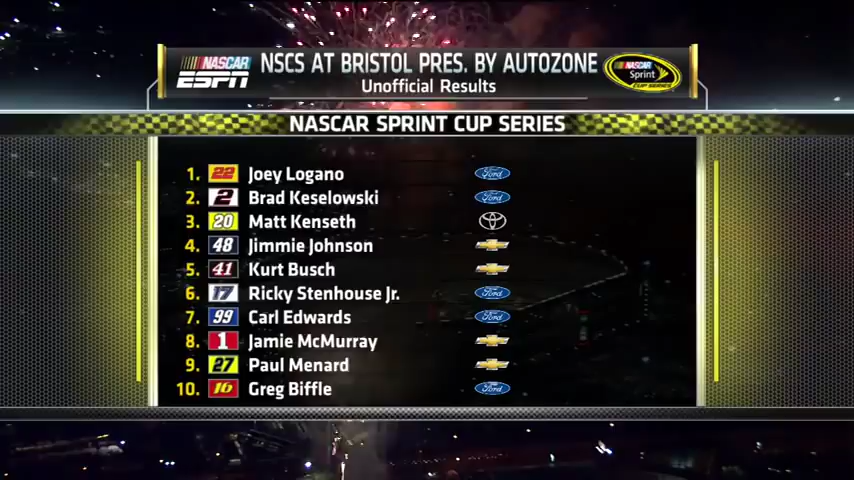 NASCAR
ESPN
NSCS AT BRISTOL PRES. BY AUTOZONE
Unofficial Results
NASCAR
Sprint
CUP SERIES
NASCAR SPRINT CUP SERIES
1. 22 Joey Logano Ford
2. 2 Brad Keselowski Ford
3. 20 Matt Kenseth
4. 48 Jimmie Johnson
5. 41 Kurt Busch
6. 17 Ricky Stenhouse Jr. Ford
7. 99 Carl Edwards Ford
8. 1 Jamie McMurray
9. 27 Paul Menard
10. 16 Greg Biffle Ford